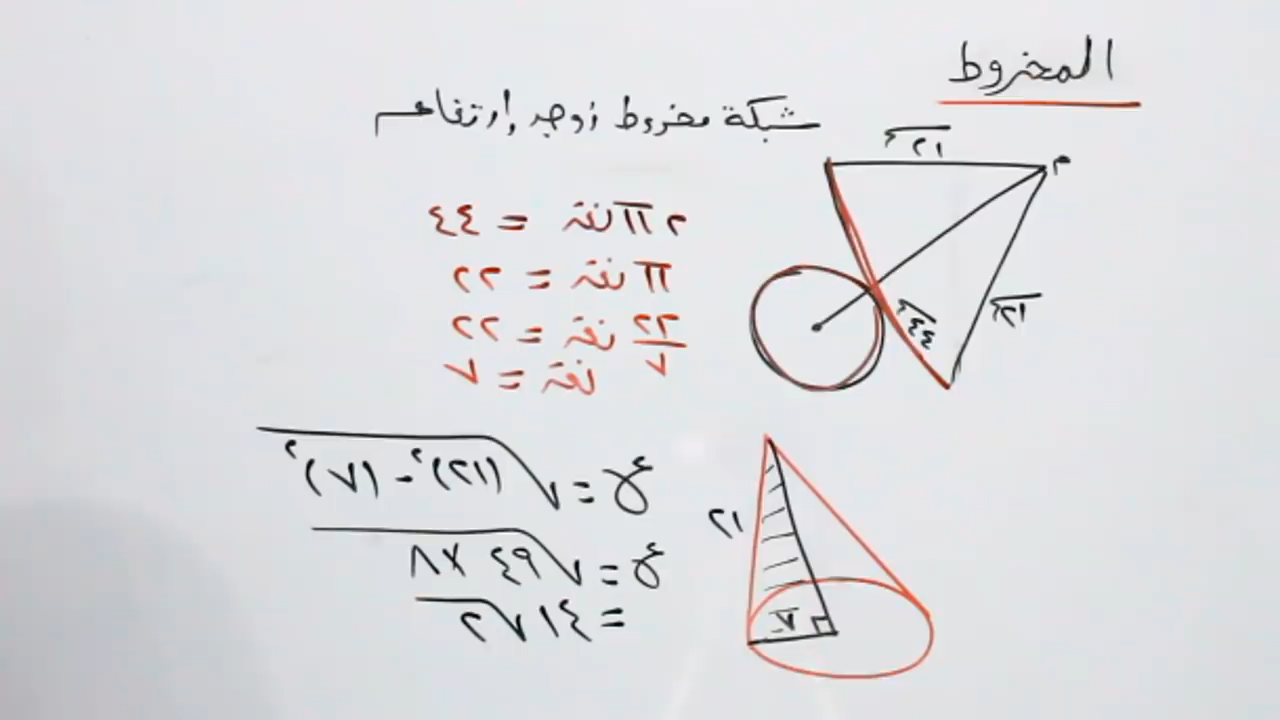 المخروط
شبكة مخروط أوجد ارتفاعه
٢١
م
٢١
٤٤
٢ π نق = ٤٤
π نق = ٢٢
٢٢/٧ نق = ٢٢
نق = ٧
ع = √(٢١)² - (٧)²
ع = √٤٩ × ٨
= ١٤√٢
٢١
٧